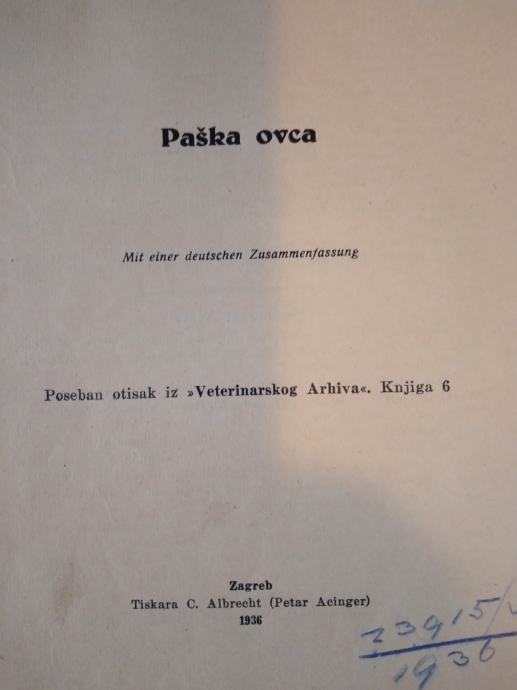 Paška ovca
Mit einer deutschen Zusammenfassung
Poseban otisak iz »Veterinarskog Arhiva«. Knjiga 6
Zagreb
Tiskara C. Albrecht (Petar Acinger)
1936
23915/
1936